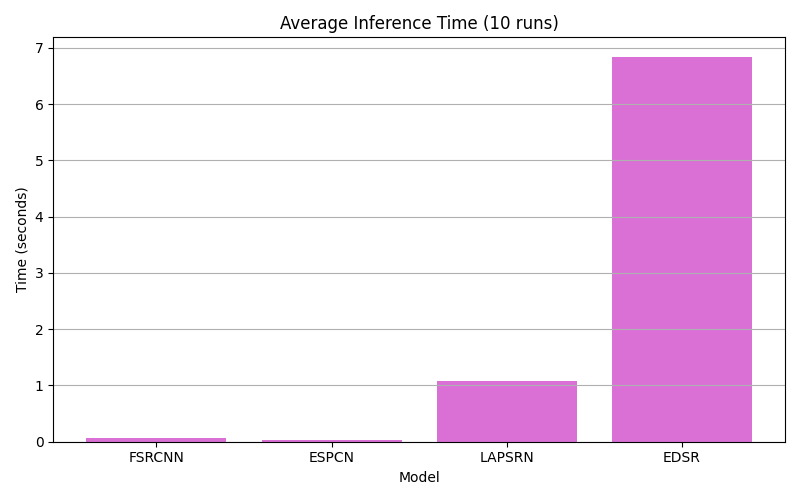 Average Inference Time (10 runs)
Time (seconds)
7
6
5
4
3
2
1
0
FSRCNN ESPCN LAPSRN EDSR
Model